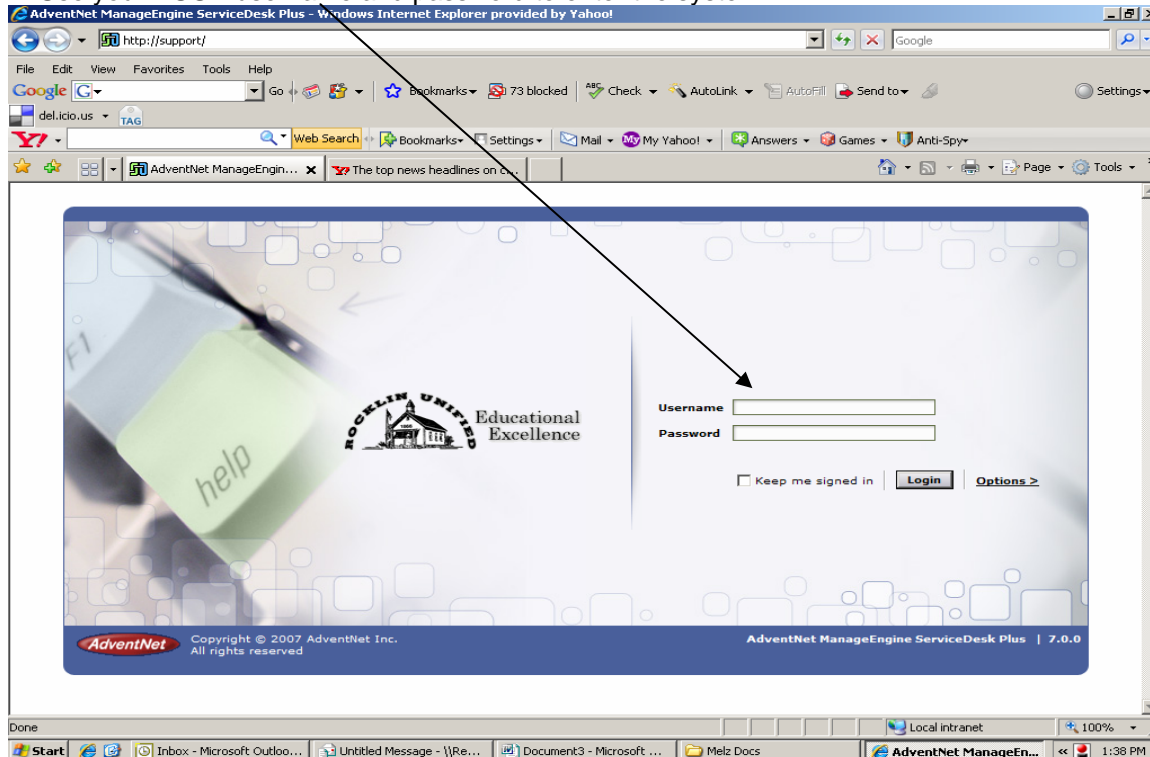 AdventNet ManageEngine ServiceDesk Plus - Windows Internet Explorer provided by Yahoo!
http://support/
Google
File Edit View Favorites Tools Help
Google G Go Bookmarks 73 blocked ABC Check AutoLink AutoFill Send to Settings
del.icio.us TAG
Y! Web Search Bookmarks Settings Mail My My Yahoo! Answers Games Anti-Spy
AdventNet ManageEngin... The top news headlines on Page Tools
F1
help
ROCKLIN UNIFIED
Educational
Excellence
Username
Password
Keep me signed in Login Options >
AdventNet Copyright © 2007 AdventNet Inc.
All rights reserved
AdventNet ManageEngine ServiceDesk Plus | 7.0.0
Done Local intranet 100%
Start Inbox - Microsoft Outloo... Untitled Message - \\Re... Document3 - Microsoft ... Melz Docs AdventNet ManageEn... « 1:38 PM